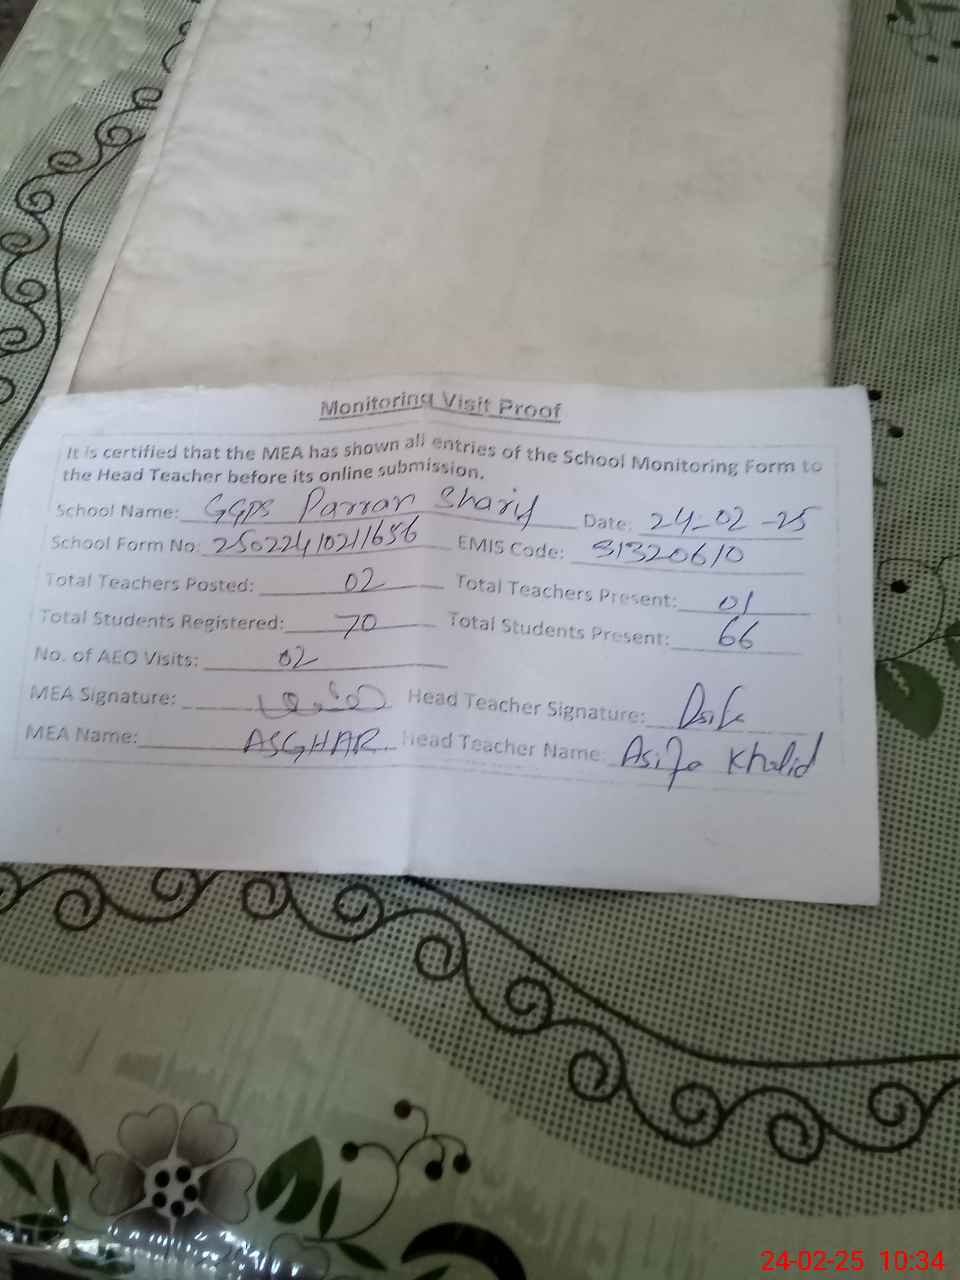 Monitoring Visit Proof
It is certified that the MEA has shown all entries of the School Monitoring Form to
the Head Teacher before its online submission.
School Name: GGPS Parran Sharif Date: 24-02-25
School Form No: 25022410211656 EMIS Code: 31320610
Total Teachers Posted: 02 Total Teachers Present: 01
Total Students Registered: 70 Total Students Present: 66
No. of AEO Visits: 02
MEA Signature: Head Teacher Signature: Asifa
MEA Name: ASGHAR Head Teacher Name: Asifa Khalid
24-02-25 10:34